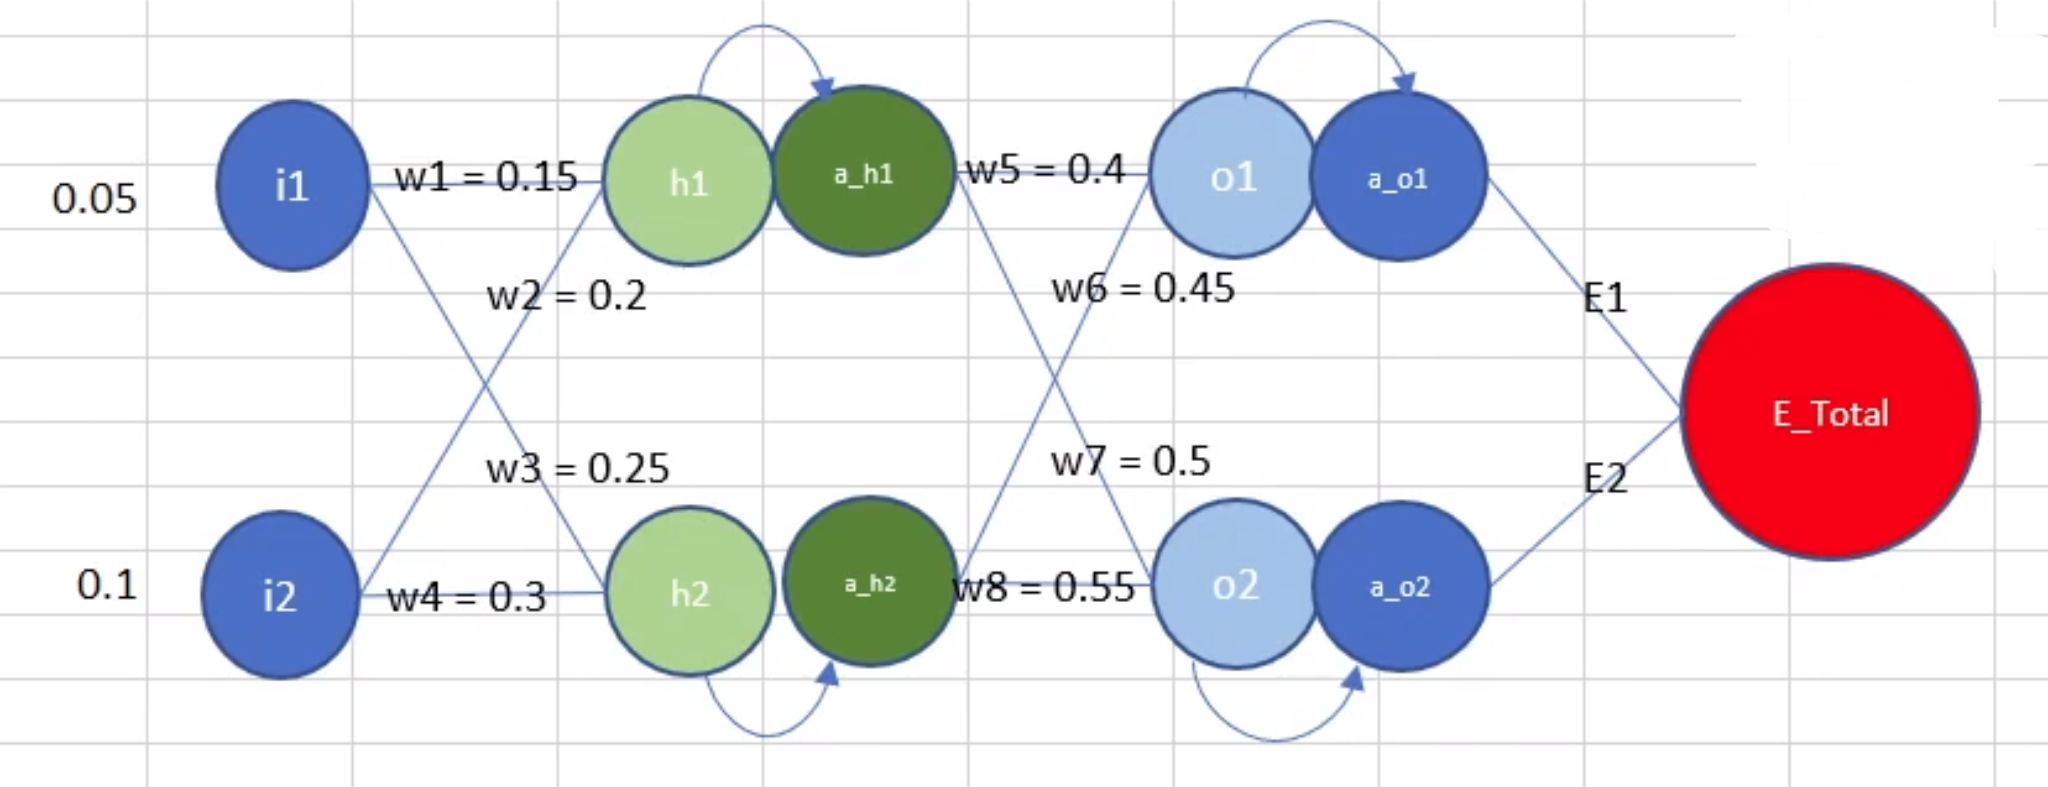 0.05
i1
w1 = 0.15
h1
a_h1
w5 = 0.4
o1
a_o1
w2 = 0.2
w6 = 0.45
E1
E_Total
w3 = 0.25
w7 = 0.5
E2
0.1
i2
w4 = 0.3
h2
a_h2
w8 = 0.55
o2
a_o2